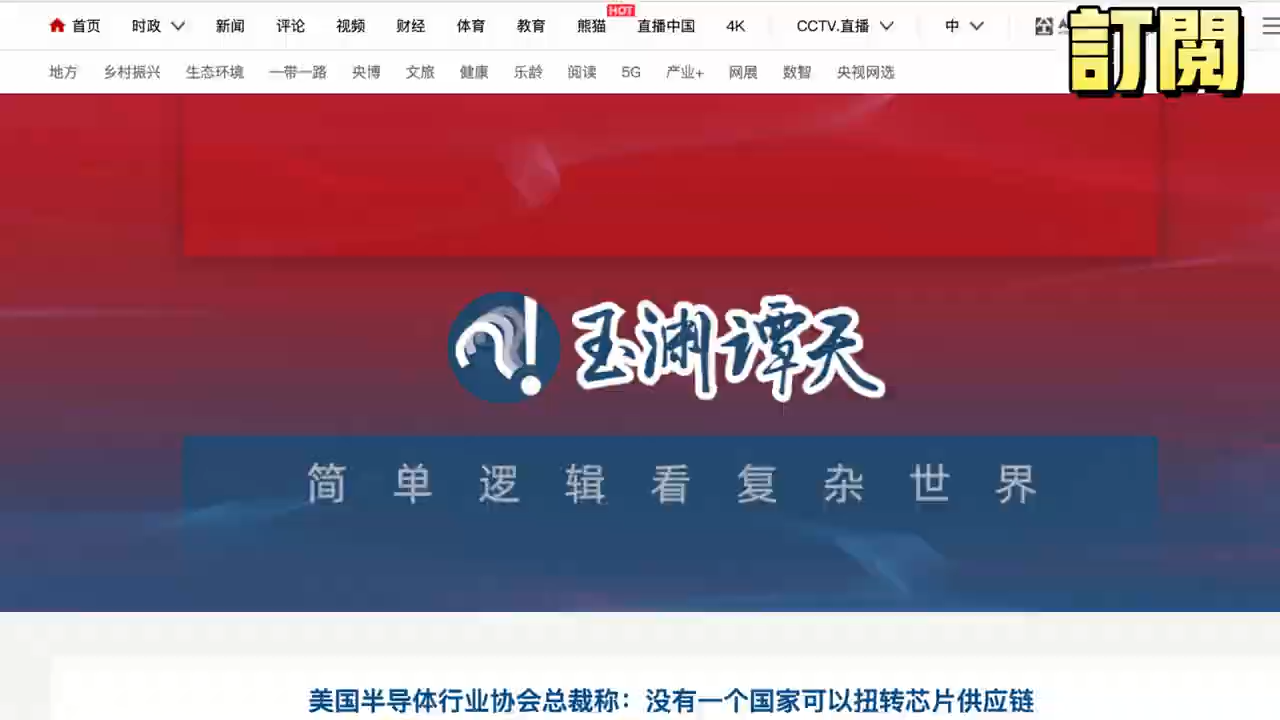 首页 时政 新闻 评论 视频 财经 体育 教育 熊猫 HOT 直播中国 4K CCTV.直播 中
訂閱
地方 乡村振兴 生态环境 一带一路 央博 文旅 健康 乐龄 阅读 5G 产业+ 网展 数智 央视网选
玉渊谭天
简单逻辑看复杂世界
美国半导体行业协会总裁称：没有一个国家可以扭转芯片供应链